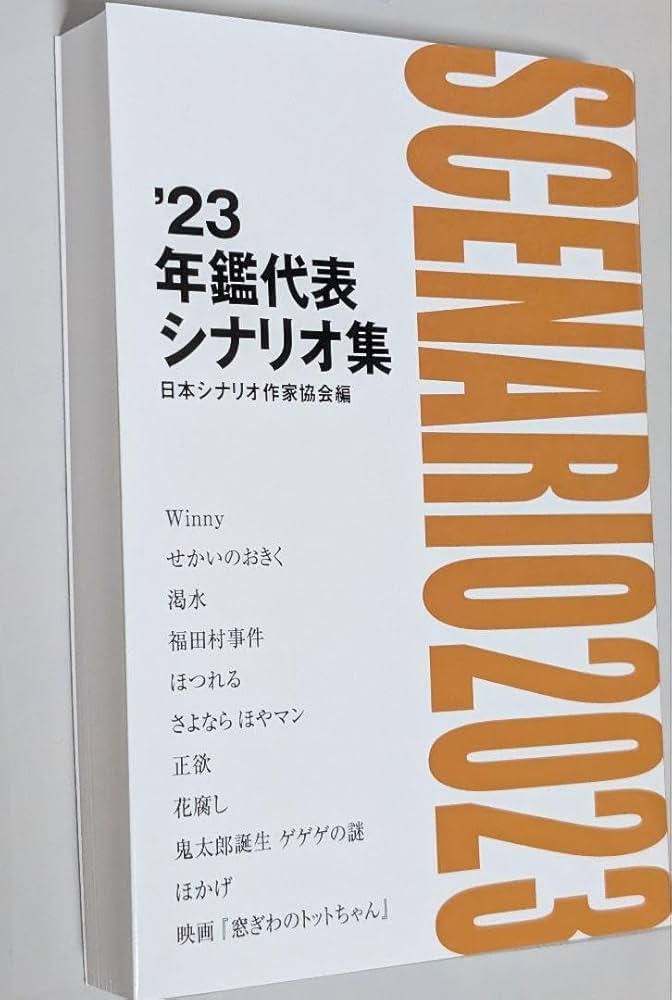 '23
年鑑代表
シナリオ集
日本シナリオ作家協会編
Winny
せかいのおきく
渇水
福田村事件
ほつれる
さよなら ほやマン
正欲
花腐し
鬼太郎誕生 ゲゲゲの謎
ほかげ
映画『窓ぎわのトットちゃん』
SCENARIO2023